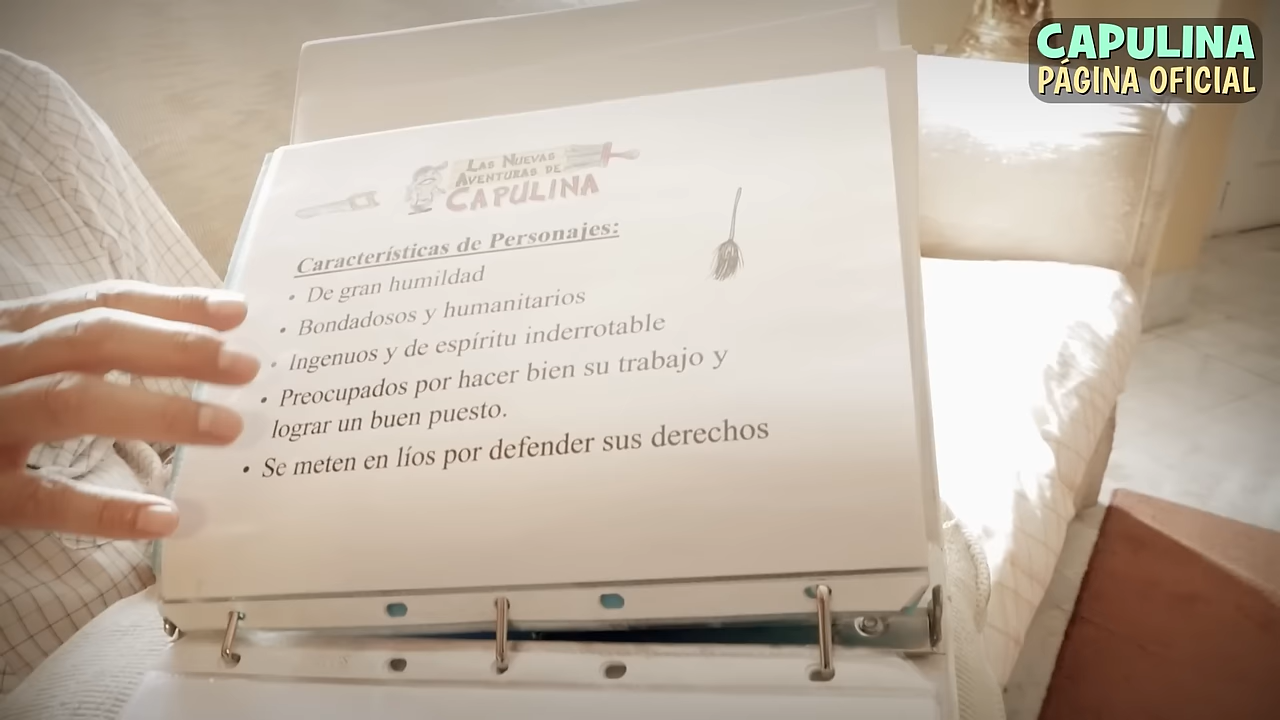 CAPULINA
PÁGINA OFICIAL
LAS NUEVAS
AVENTURAS DE
CAPULINA
Características de Personajes:
• De gran humildad
• Bondadosos y humanitarios
• Ingenuos y de espíritu inderrotable
• Preocupados por hacer bien su trabajo y
lograr un buen puesto.
• Se meten en líos por defender sus derechos